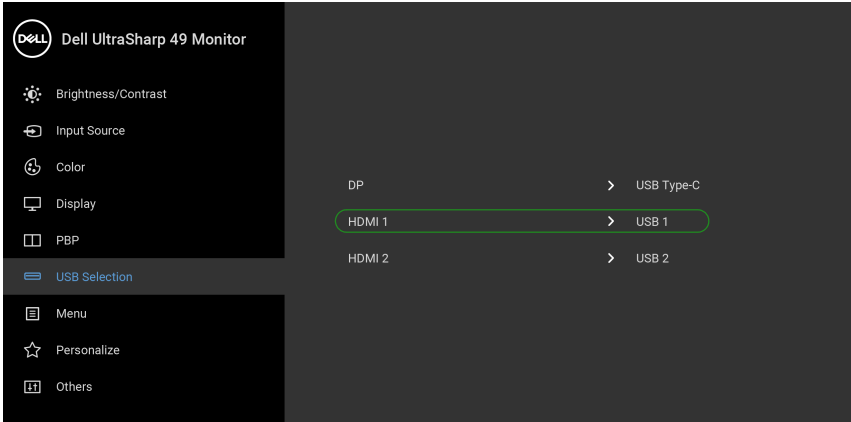 DELL
Dell UltraSharp 49 Monitor
Brightness/Contrast
Input Source
Color
Display
PBP
USB Selection
Menu
Personalize
Others
DP USB Type-C
HDMI 1 USB 1
HDMI 2 USB 2